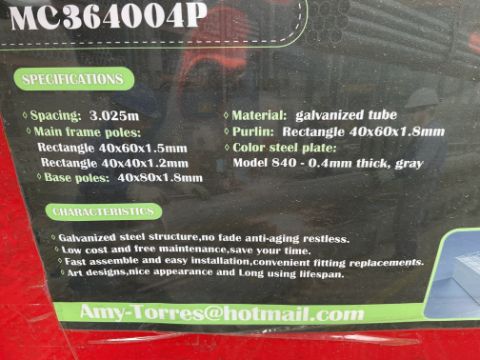 MC364004P
SPECIFICATIONS
Spacing: 3.025m
Main frame poles:
Rectangle 40x60x1.5mm
Rectangle 40x40x1.2mm
Base poles: 40x80x1.8mm
Material: galvanized tube
Purlin: Rectangle 40x60x1.8mm
Color steel plate:
Model 840 - 0.4mm thick, gray
CHARACTERISTICS
Galvanized steel structure,no fade anti-aging restless.
Low cost and free maintenance,save your time.
Fast assemble and easy installation,convenient fitting replacements.
Art designs,nice appearance and Long using lifespan.
Amy-Torres@hotmail.com